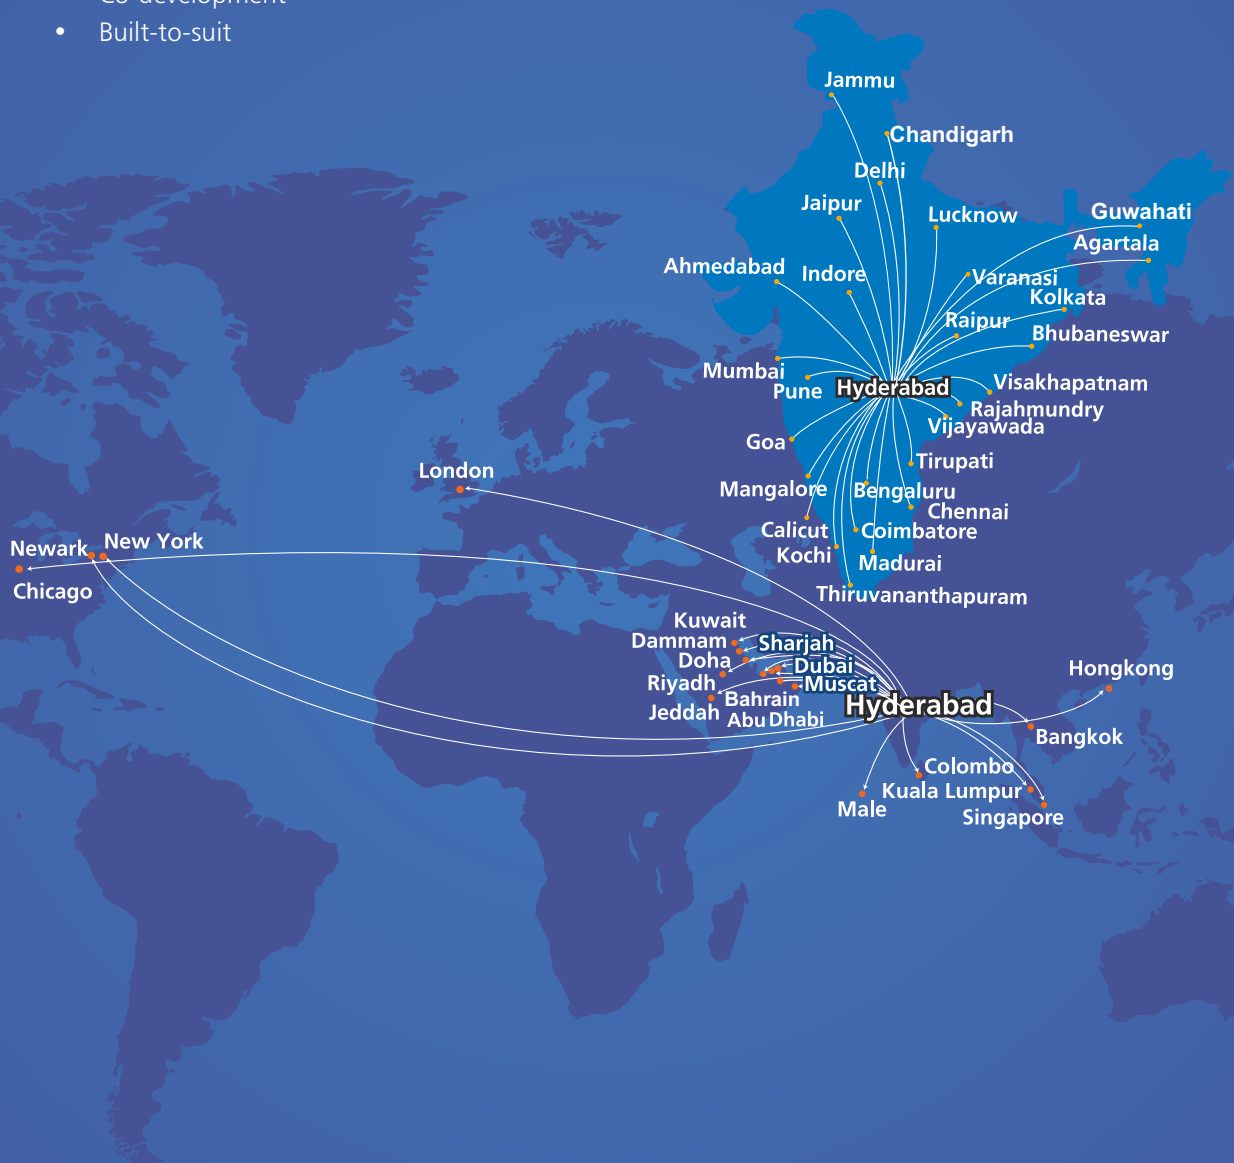 Co-development
• Built-to-suit
Jammu
Chandigarh
Delhi
Jaipur
Lucknow
Guwahati
Agartala
Ahmedabad
Indore
Varanasi
Kolkata
Raipur
Bhubaneswar
Mumbai
Pune
Hyderabad
Visakhapatnam
Rajahmundry
Vijayawada
Goa
Tirupati
Mangalore
Bengaluru
Chennai
Calicut
Coimbatore
Kochi
Madurai
Thiruvananthapuram
London
Newark
New York
Chicago
Kuwait
Dammam
Sharjah
Doha
Dubai
Riyadh
Muscat
Bahrain
Jeddah
Abu Dhabi
Hyderabad
Hongkong
Bangkok
Colombo
Kuala Lumpur
Male
Singapore